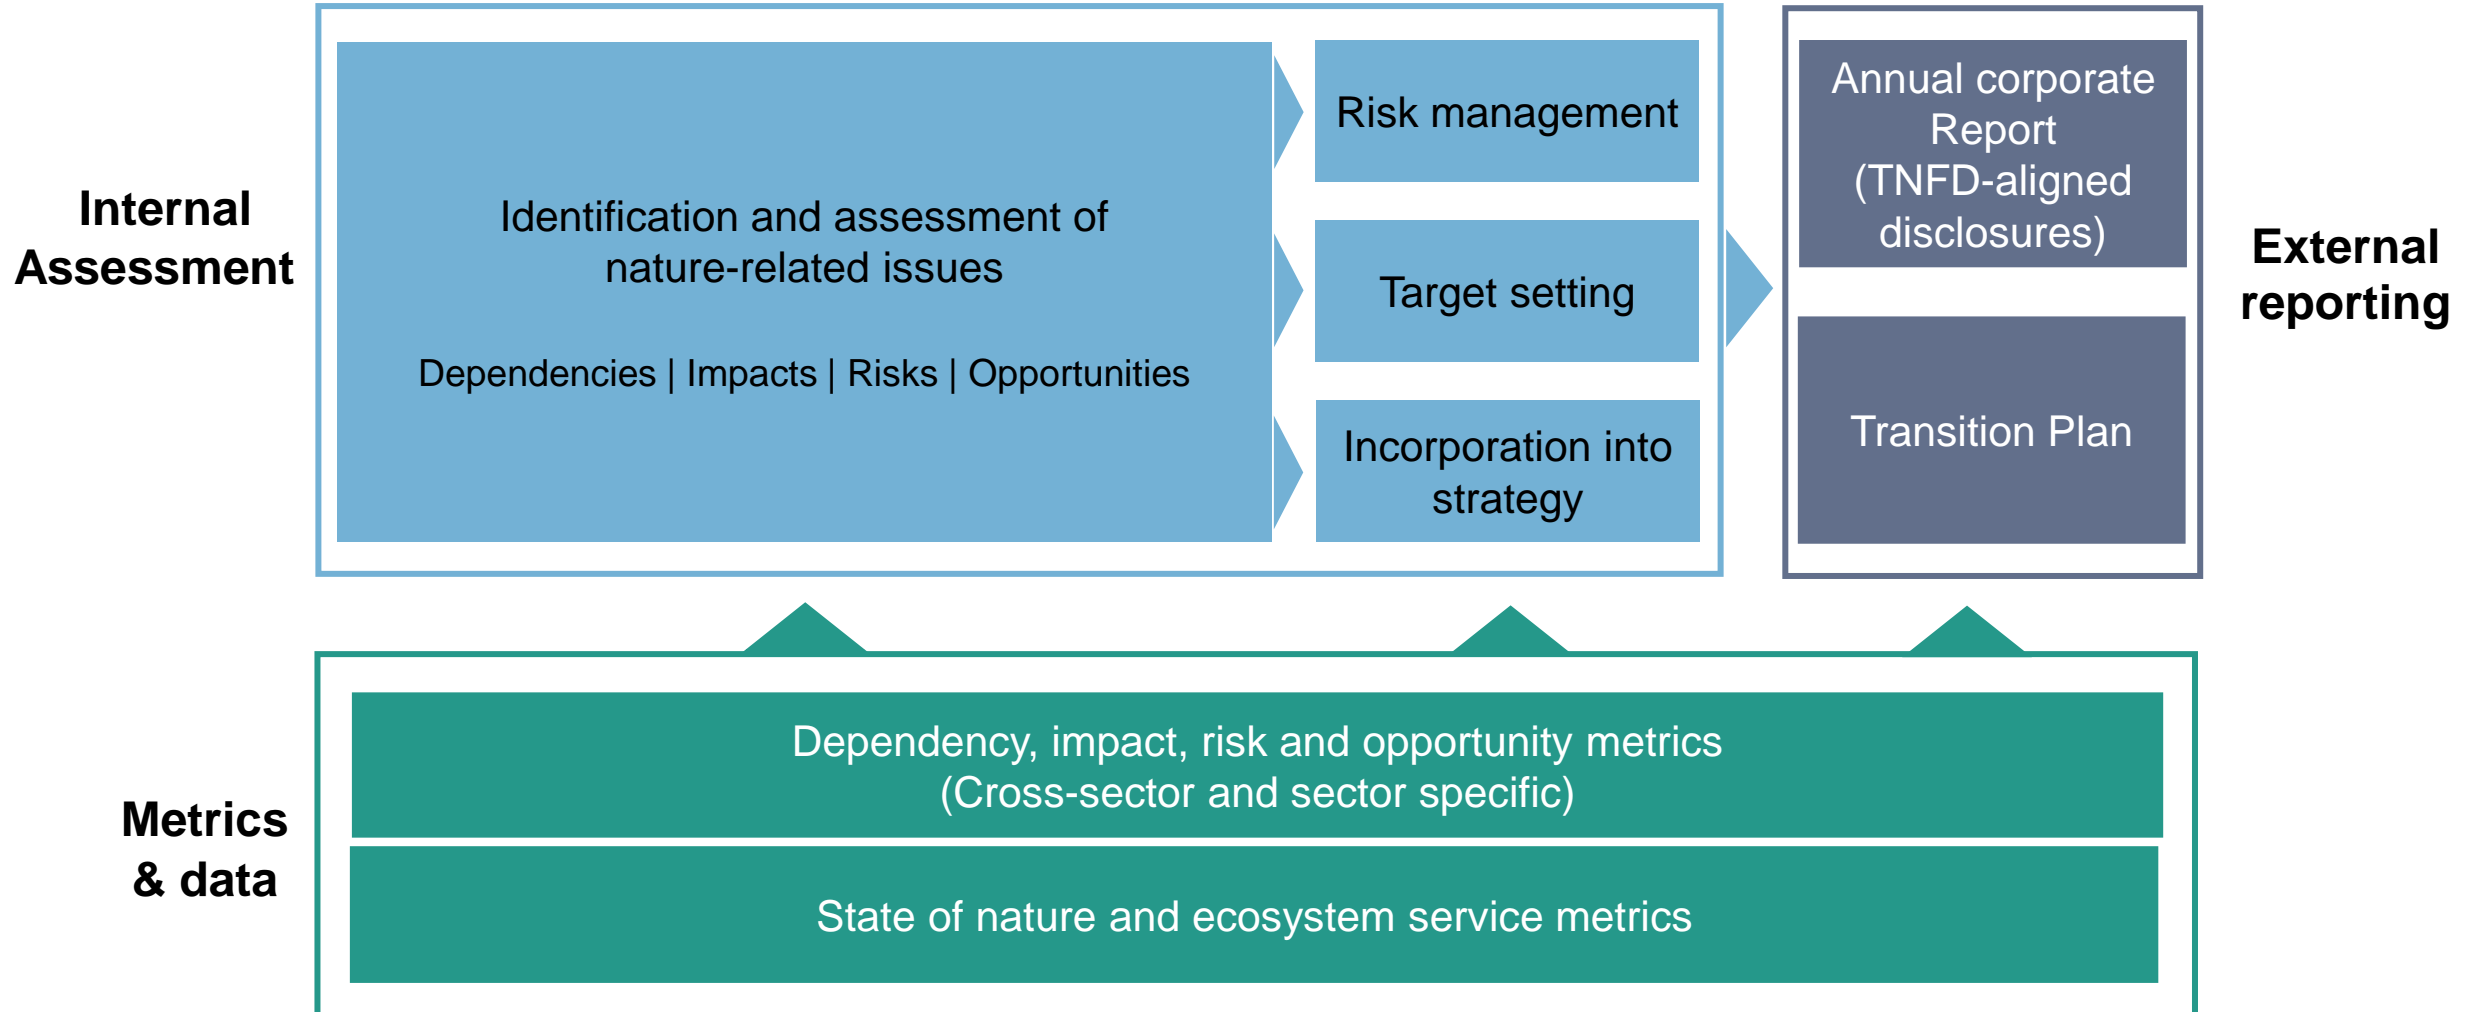 Internal
Assessment
Identification and assessment of
nature-related issues
Dependencies | Impacts | Risks | Opportunities
Risk management
Target setting
Incorporation into
strategy
Annual corporate
Report
(TNFD-aligned
disclosures)
Transition Plan
External
reporting
Metrics
& data
Dependency, impact, risk and opportunity metrics
(Cross-sector and sector specific)
State of nature and ecosystem service metrics